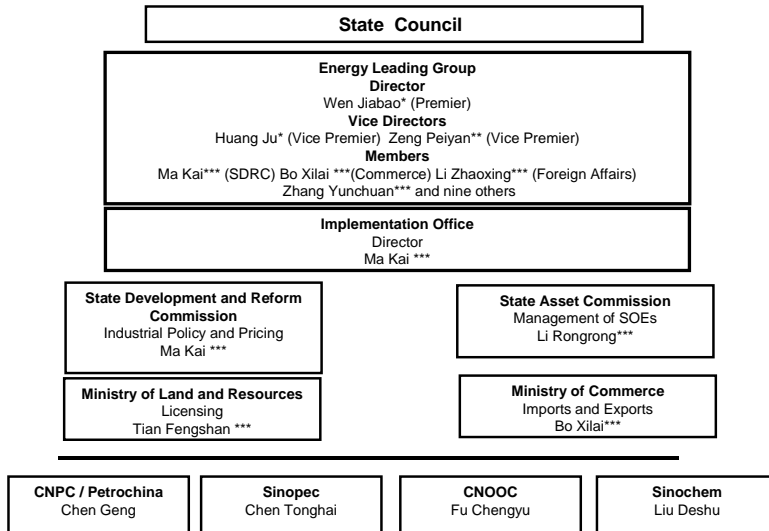 State Council
Energy Leading Group
Director
Wen Jiabao* (Premier)
Vice Directors
Huang Ju* (Vice Premier) Zeng Peiyan** (Vice Premier)
Members
Ma Kai*** (SDRC) Bo Xilai ***(Commerce) Li Zhaoxing*** (Foreign Affairs)
Zhang Yunchuan*** and nine others
Implementation Office
Director
Ma Kai ***
State Development and Reform
Commission
Industrial Policy and Pricing
Ma Kai ***
State Asset Commission
Management of SOEs
Li Rongrong***
Ministry of Land and Resources
Licensing
Tian Fengshan ***
Ministry of Commerce
Imports and Exports
Bo Xilai***
CNPC / Petrochina
Chen Geng
Sinopec
Chen Tonghai
CNOOC
Fu Chengyu
Sinochem
Liu Deshu